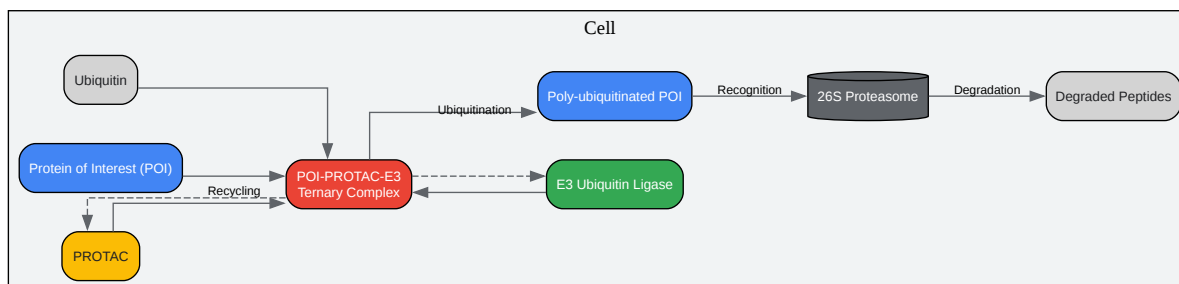 Cell
Ubiquitin
Poly-ubiquitinated POI
Recognition
26S Proteasome
Degradation
Degraded Peptides
Ubiquitination
Protein of Interest (POI)
POI-PROTAC-E3
Ternary Complex
E3 Ubiquitin Ligase
Recycling
PROTAC